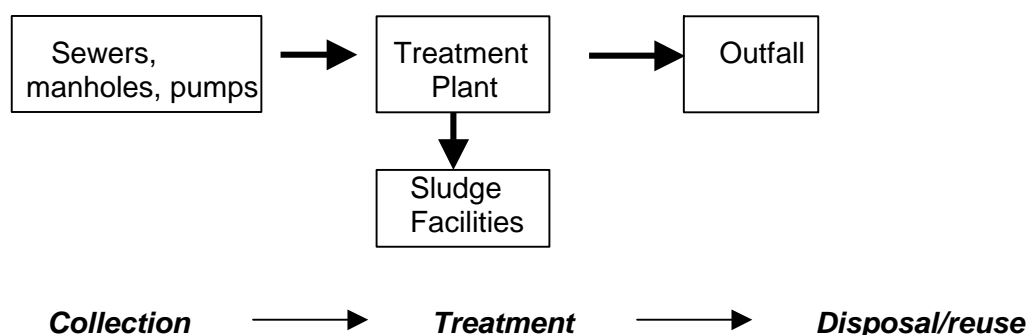 Sewers,
manholes, pumps
Treatment
Plant
Outfall
Sludge
Facilities
Collection
Treatment
Disposal/reuse